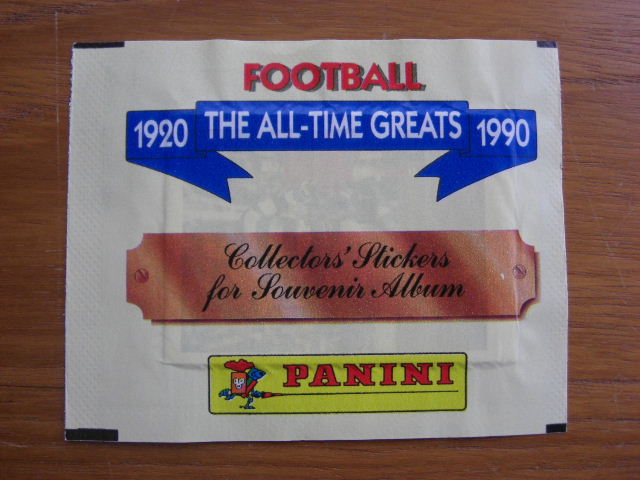 FOOTBALL
1920 THE ALL-TIME GREATS 1990
Collectors' Stickers
for Souvenir Album
PANINI